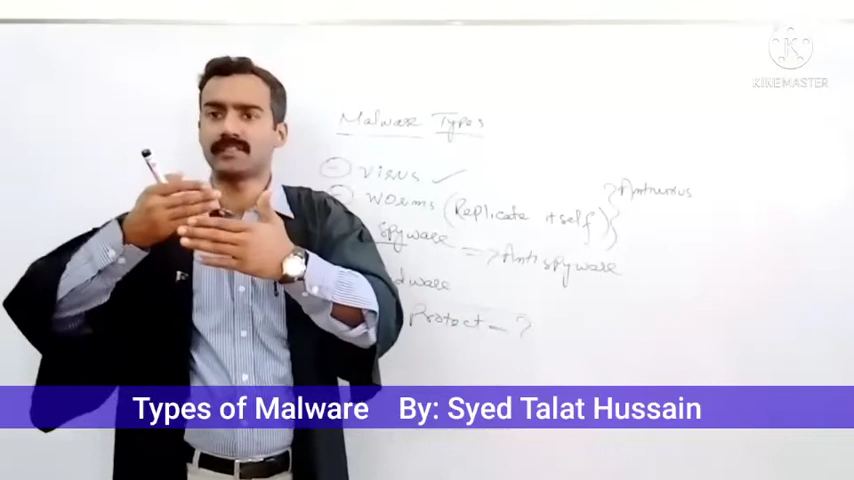 KINEMASTER
Malware Types
Virus ✓
Worms (Replicate itself) } Antivirus
Spyware => Antispyware
dware
Protect - ?
Types of Malware By: Syed Talat Hussain